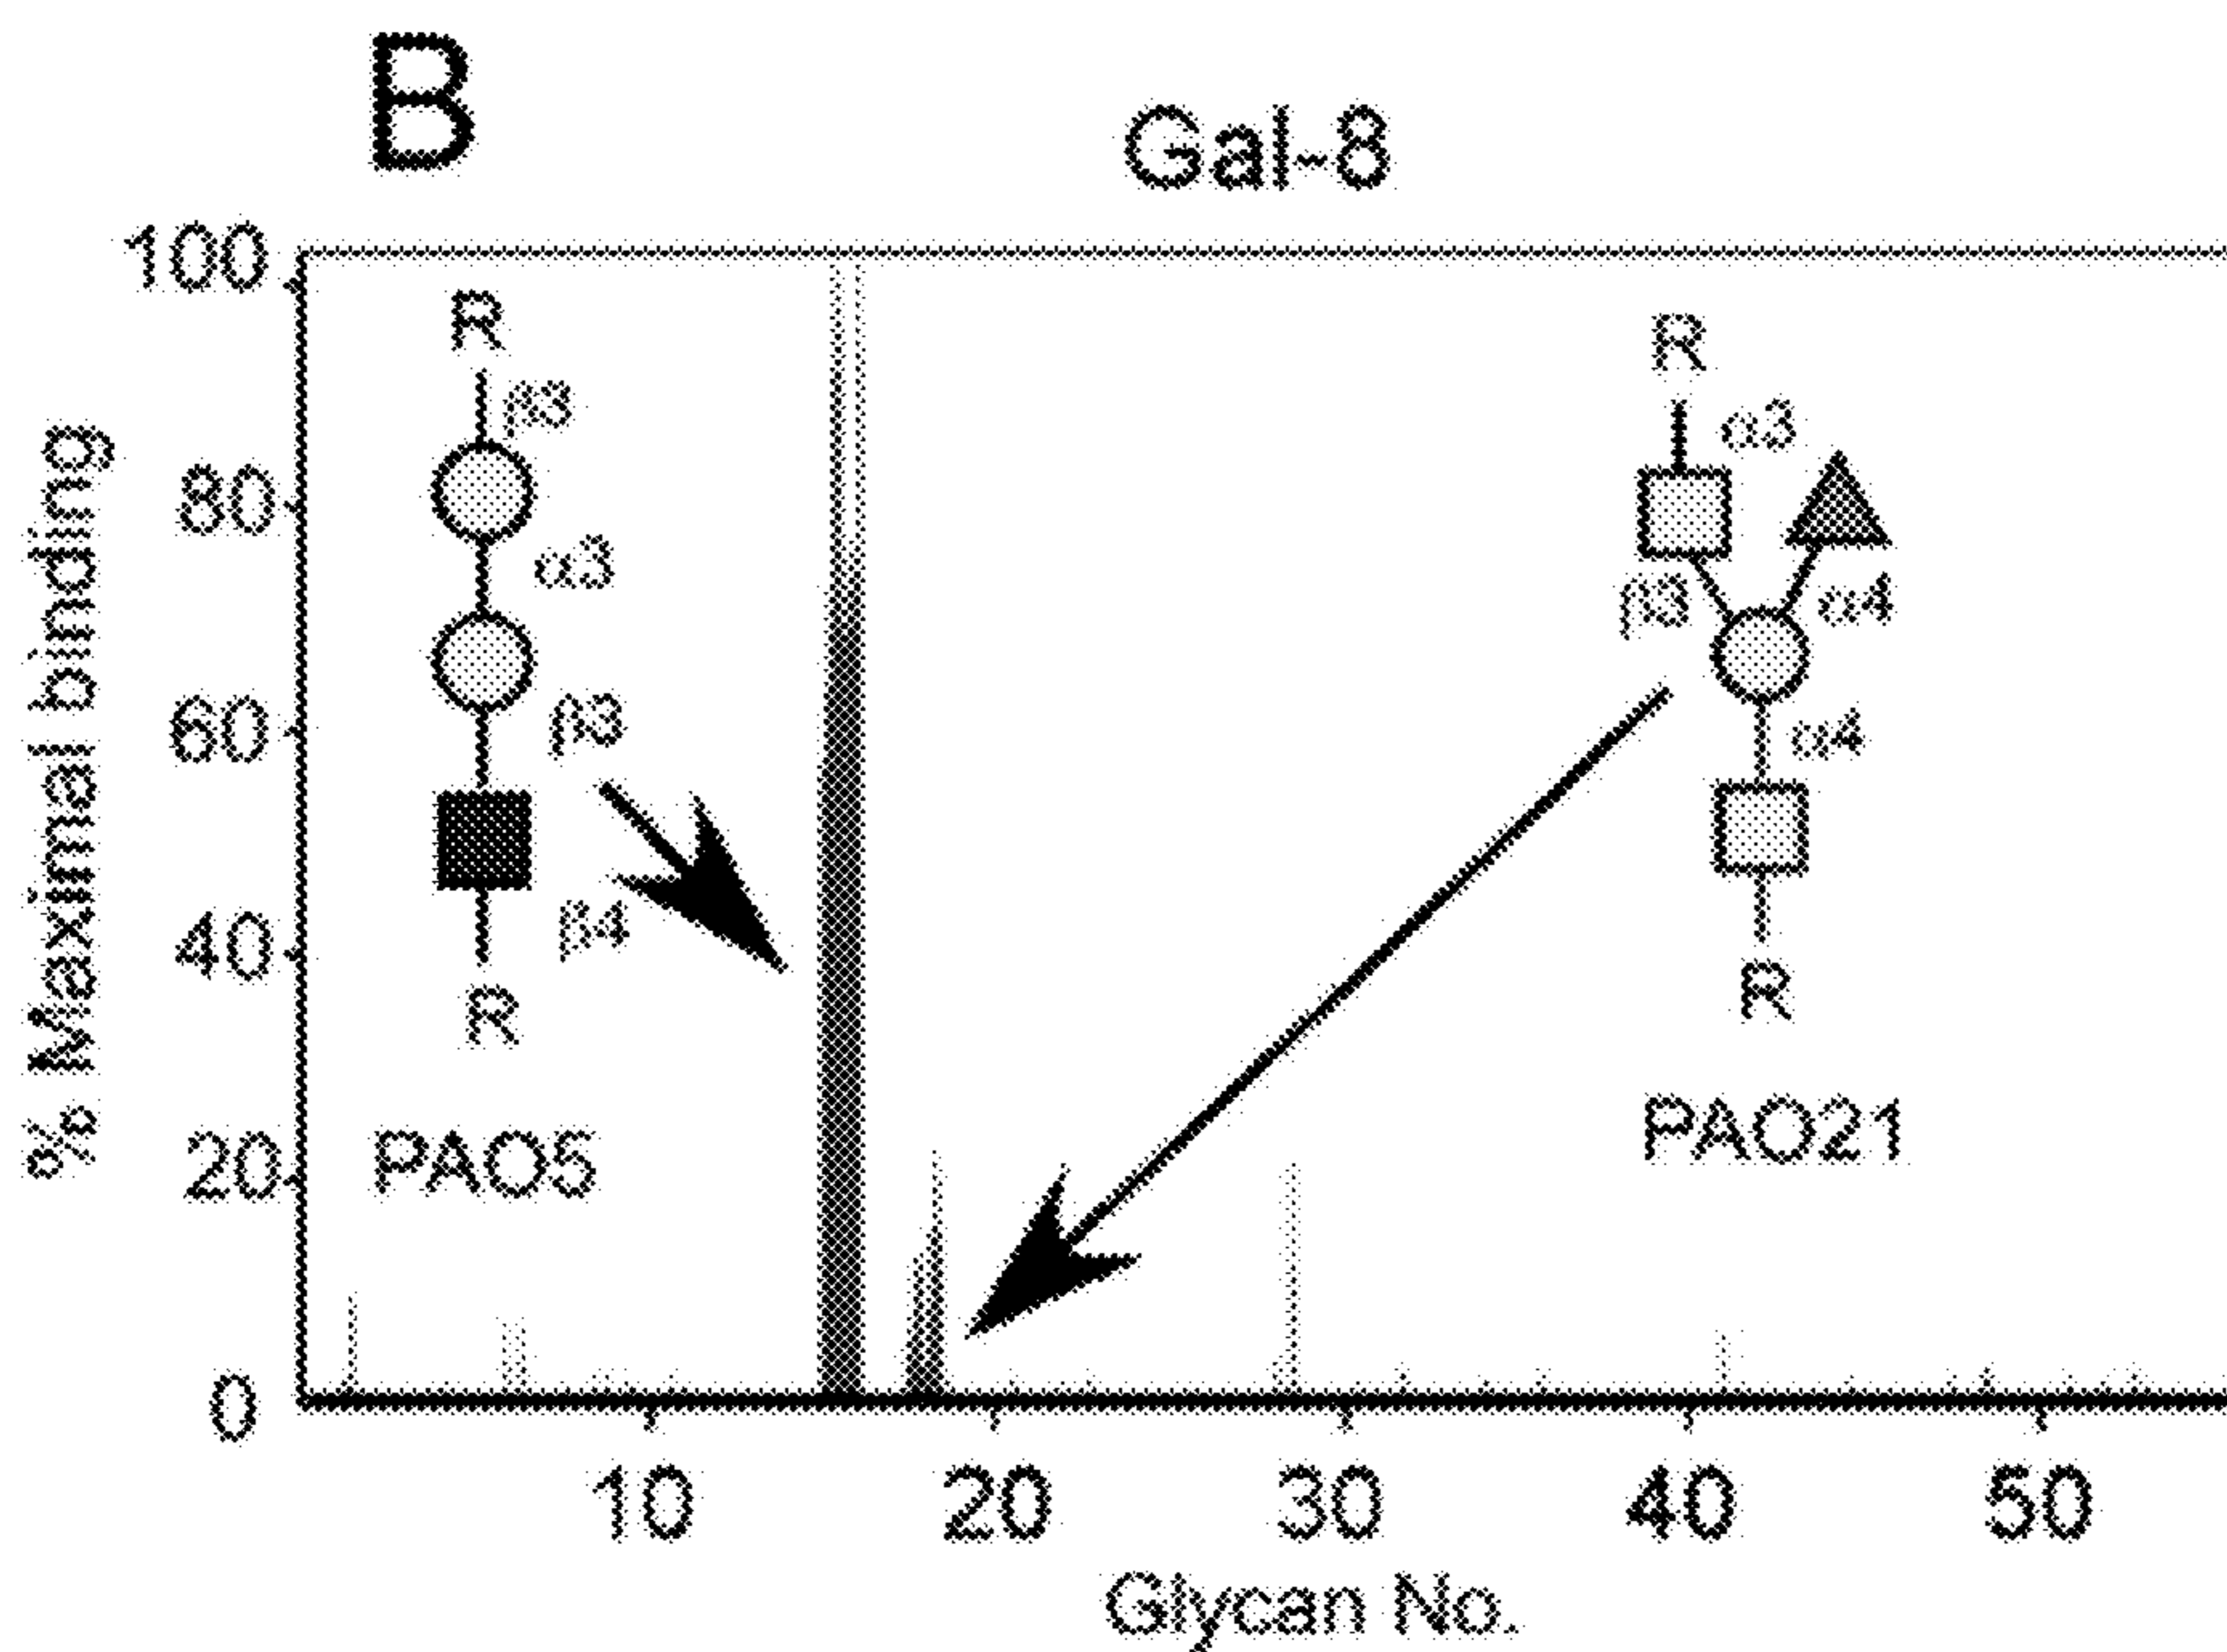 B
Gal-8
% Maximal binding
100
80
60
40
20
0
R
β3
α3
β3
β4
R
PAO5
R
α3
β3
α4
α4
R
PAO21
10 20 30 40 50
Glycan No.